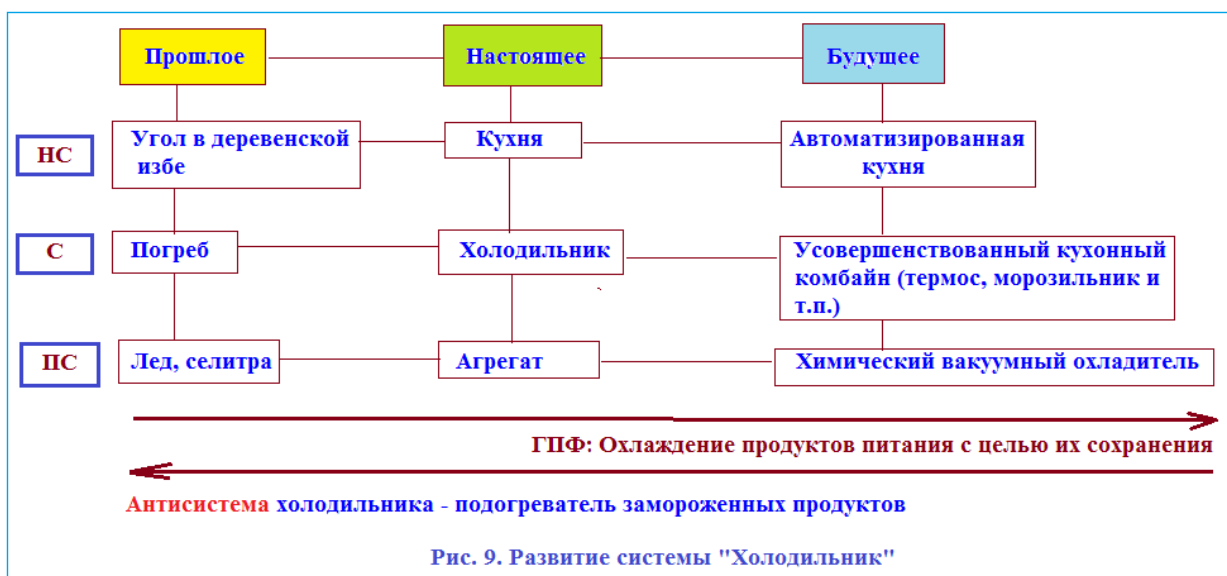 Прошлое
Настоящее
Будущее
НС
Угол в деревенской
избе
Кухня
Автоматизированная
кухня
С
Погреб
Холодильник
Усовершенствованный кухонный
комбайн (термос, морозильник и
т.п.)
ПС
Лед, селитра
Агрегат
Химический вакуумный охладитель
ГПФ: Охлаждение продуктов питания с целью их сохранения
Антисистема холодильника - подогреватель замороженных продуктов
Рис. 9. Развитие системы "Холодильник"